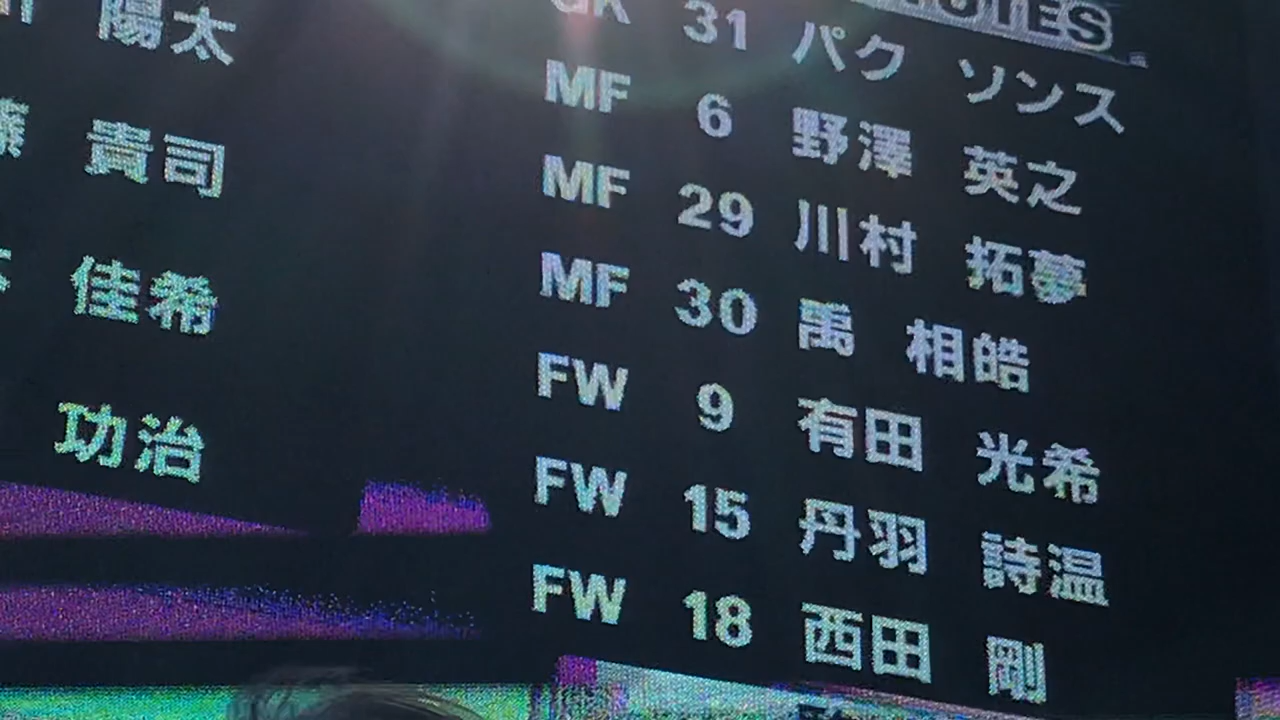 陽太
貴司
佳希
功治
GK 31 パク ソンス
MF 6 野澤 英之
MF 29 川村 拓夢
MF 30 禹 相皓
FW 9 有田 光希
FW 15 丹羽 詩温
FW 18 西田 剛